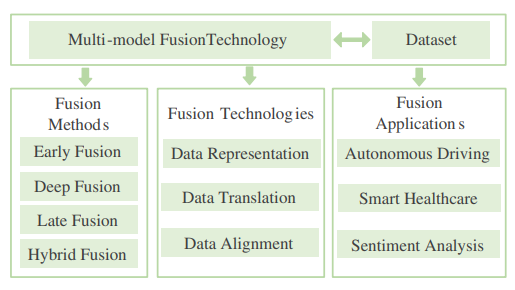 Multi-model FusionTechnology
Dataset
Fusion
Methods
Early Fusion
Deep Fusion
Late Fusion
Hybrid Fusion
Fusion Technologies
Data Representation
Data Translation
Data Alignment
Fusion
Applications
Autonomous Driving
Smart Healthcare
Sentiment Analysis